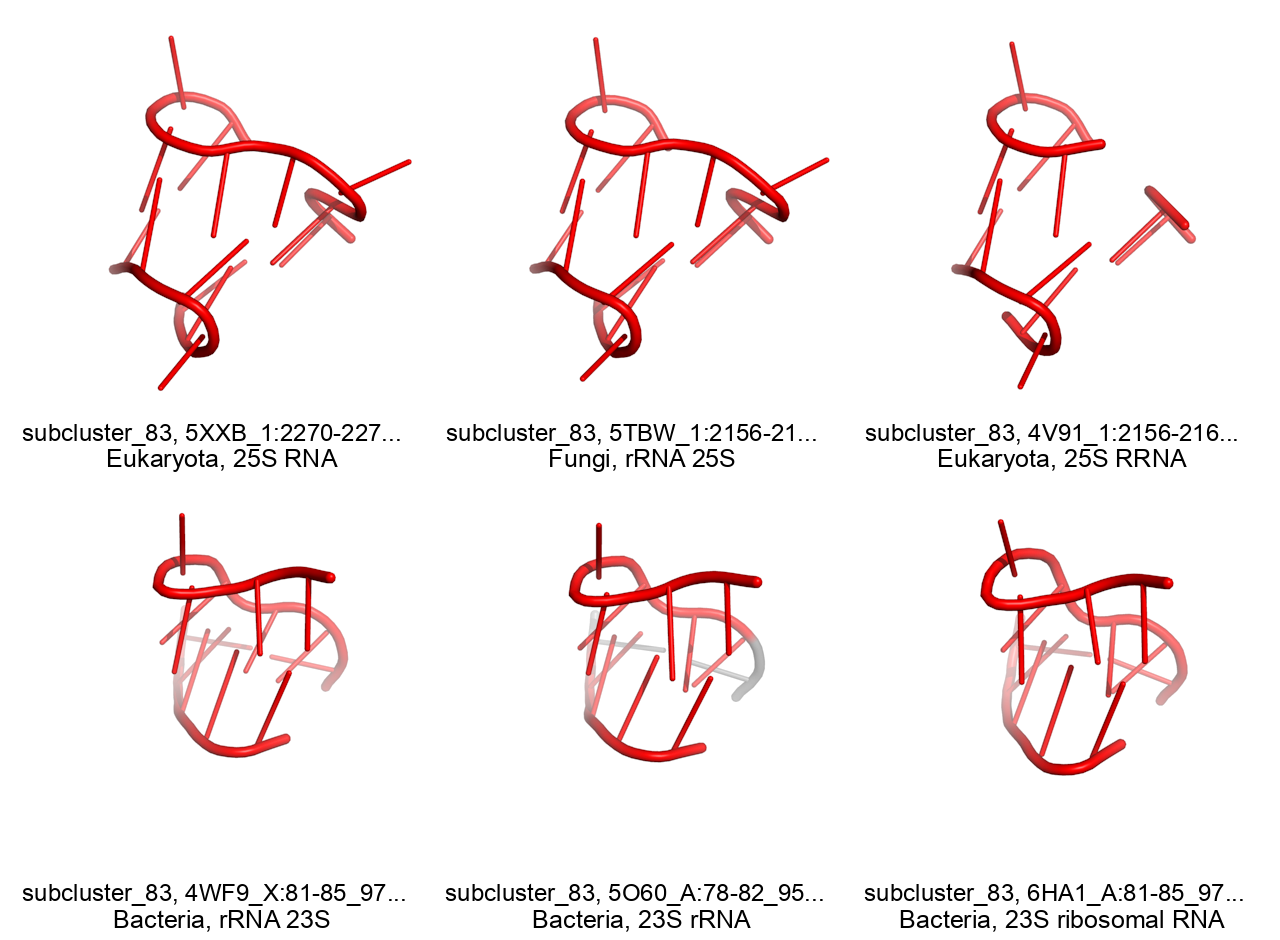 subcluster_83, 5XXB_1:2270-227...
Eukaryota, 25S RNA
subcluster_83, 5TBW_1:2156-21...
Fungi, rRNA 25S
subcluster_83, 4V91_1:2156-216...
Eukaryota, 25S RRNA
subcluster_83, 4WF9_X:81-85_97...
Bacteria, rRNA 23S
subcluster_83, 5O60_A:78-82_95...
Bacteria, 23S rRNA
subcluster_83, 6HA1_A:81-85_97...
Bacteria, 23S ribosomal RNA